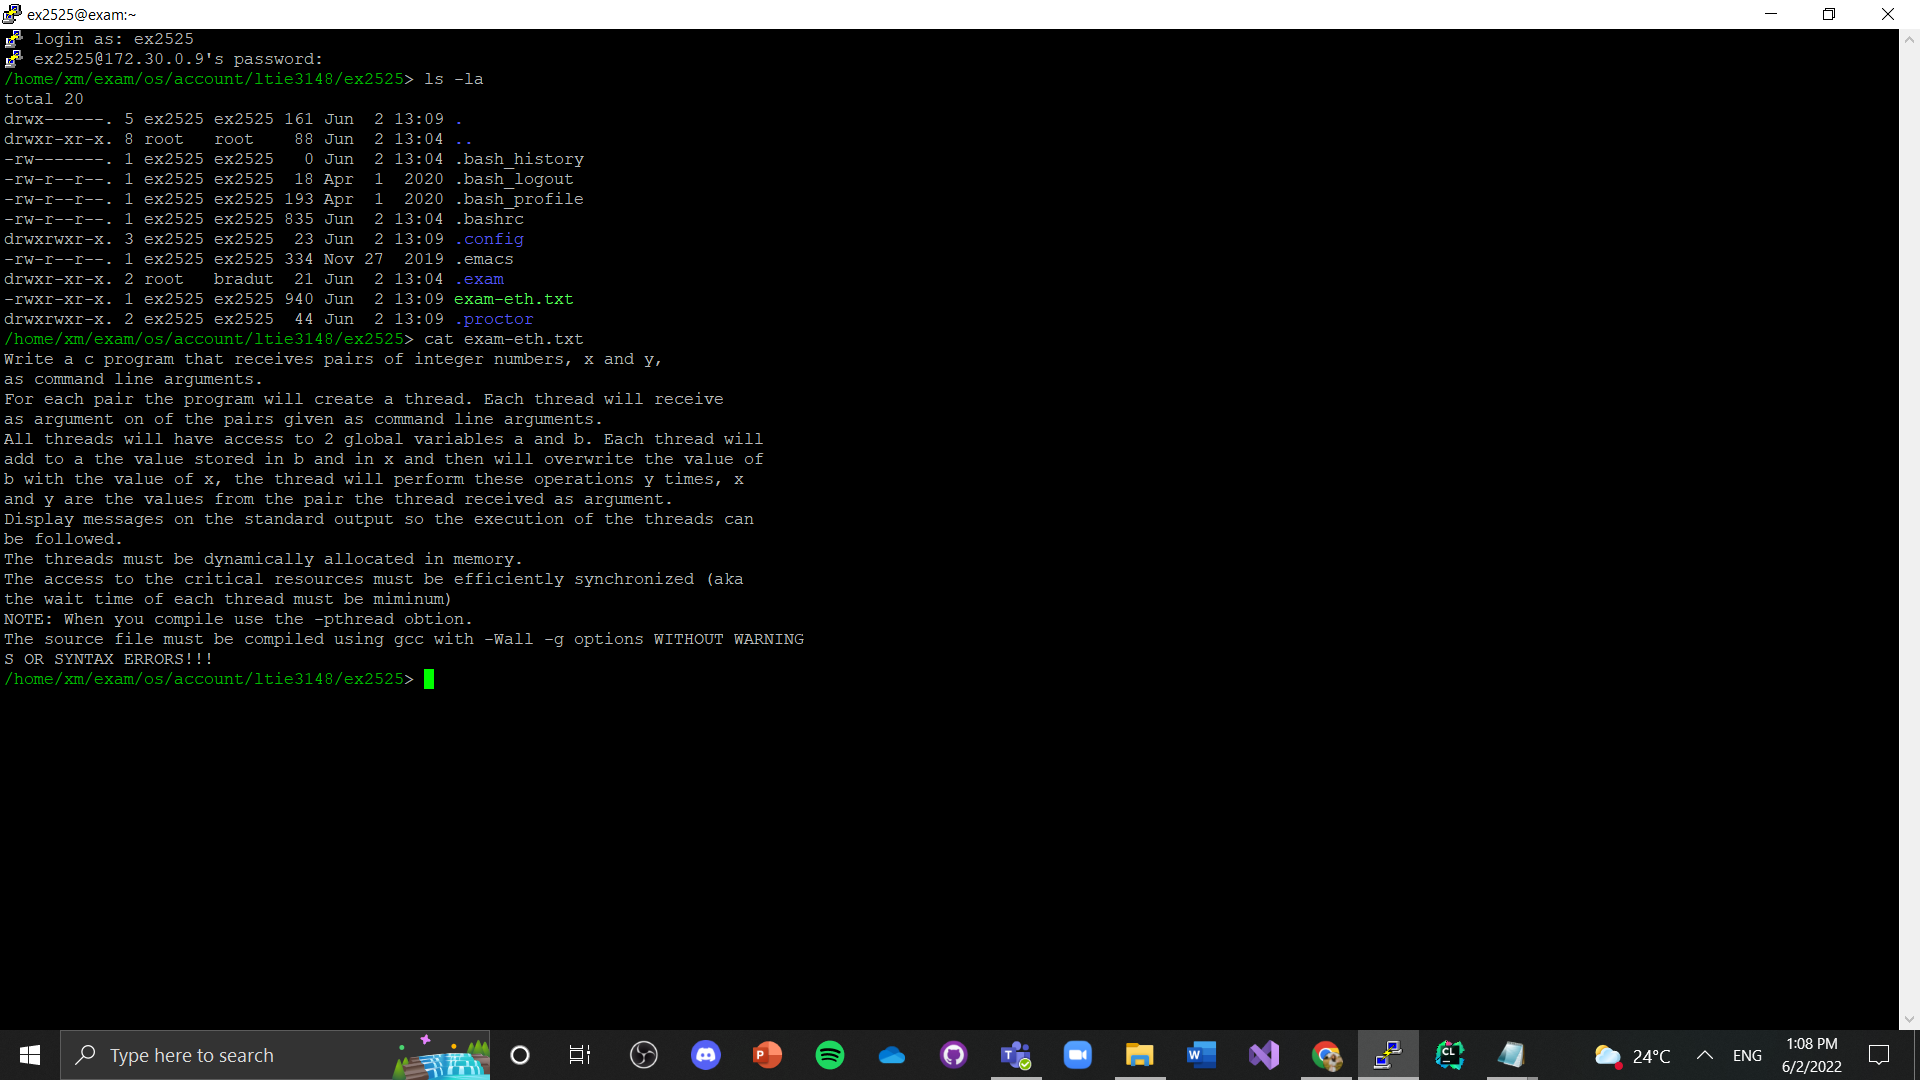 ex2525@exam:~
login as: ex2525
ex2525@172.30.0.9's password:
/home/xm/exam/os/account/ltie3148/ex2525> ls -la
total 20
drwx------. 5 ex2525 ex2525 161 Jun  2 13:09 .
drwxr-xr-x. 8 root   root    88 Jun  2 13:04 ..
-rw-------. 1 ex2525 ex2525   0 Jun  2 13:04 .bash_history
-rw-r--r--. 1 ex2525 ex2525  18 Apr  1  2020 .bash_logout
-rw-r--r--. 1 ex2525 ex2525 193 Apr  1  2020 .bash_profile
-rw-r--r--. 1 ex2525 ex2525 835 Jun  2 13:04 .bashrc
drwxrwxr-x. 3 ex2525 ex2525  23 Jun  2 13:09 .config
-rw-r--r--. 1 ex2525 ex2525 334 Nov 27  2019 .emacs
drwxr-xr-x. 2 root   bradut  21 Jun  2 13:04 .exam
-rwxr-xr-x. 1 ex2525 ex2525 940 Jun  2 13:09 exam-eth.txt
drwxrwxr-x. 2 ex2525 ex2525  44 Jun  2 13:09 .proctor
/home/xm/exam/os/account/ltie3148/ex2525> cat exam-eth.txt
Write a c program that receives pairs of integer numbers, x and y,
as command line arguments.
For each pair the program will create a thread. Each thread will receive
as argument on of the pairs given as command line arguments.
All threads will have access to 2 global variables a and b. Each thread will
add to a the value stored in b and in x and then will overwrite the value of
b with the value of x, the thread will perform these operations y times, x
and y are the values from the pair the thread received as argument.
Display messages on the standard output so the execution of the threads can
be followed.
The threads must be dynamically allocated in memory.
The access to the critical resources must be efficiently synchronized (aka
the wait time of each thread must be miminum)
NOTE: When you compile use the -pthread obtion.
The source file must be compiled using gcc with -Wall -g options WITHOUT WARNING
S OR SYNTAX ERRORS!!!
/home/xm/exam/os/account/ltie3148/ex2525>
Type here to search
24°C
ENG
1:08 PM
6/2/2022